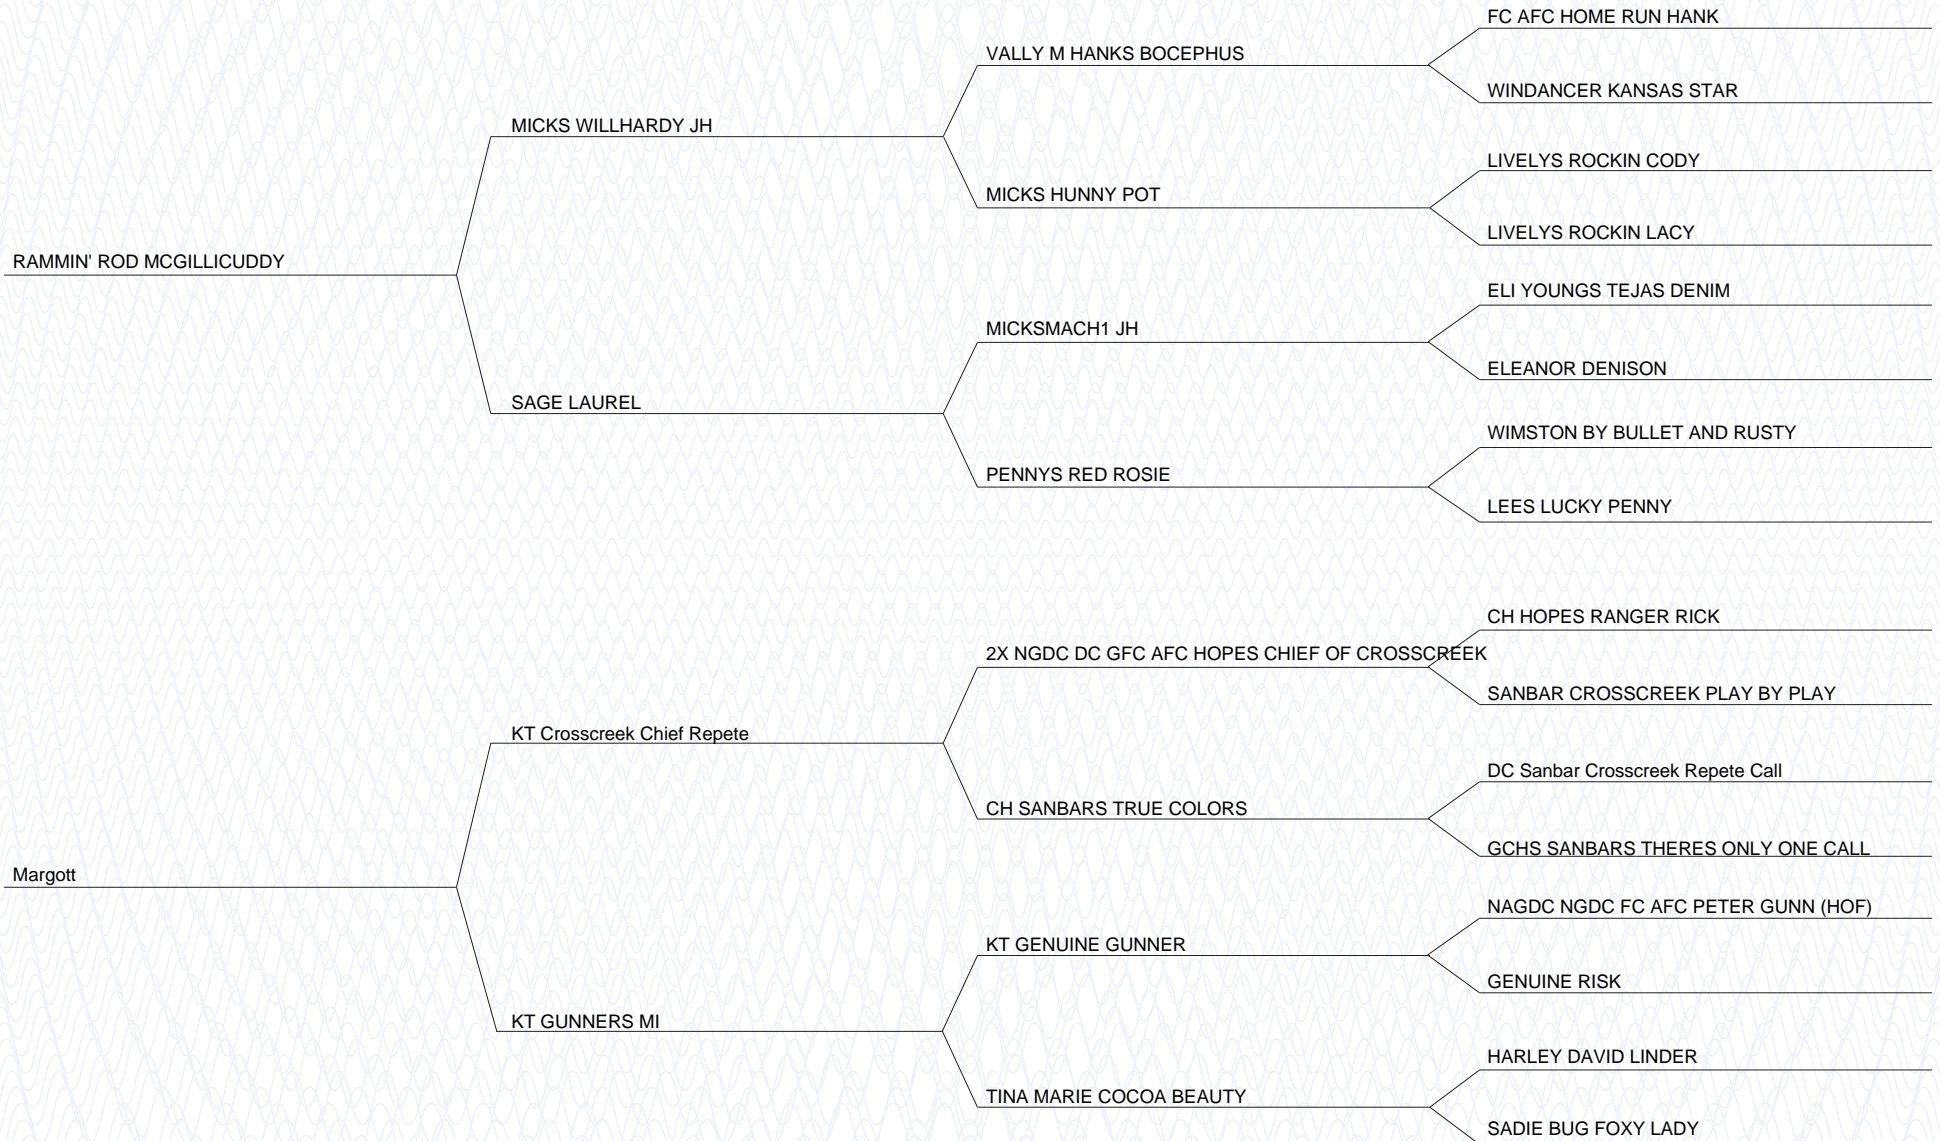 FC AFC HOME RUN HANK
VALLY M HANKS BOCEPHUS
WINDANCER KANSAS STAR
MICKS WILLHARDY JH
LIVELYS ROCKIN CODY
MICKS HUNNY POT
LIVELYS ROCKIN LACY
RAMMIN' ROD MCGILLICUDDY
ELI YOUNGS TEJAS DENIM
MICKSMACH1 JH
ELEANOR DENISON
SAGE LAUREL
WIMSTON BY BULLET AND RUSTY
PENNYS RED ROSIE
LEES LUCKY PENNY
CH HOPES RANGER RICK
2X NGDC DC GFC AFC HOPES CHIEF OF CROSSCREEK
SANBAR CROSSCREEK PLAY BY PLAY
KT Crosscreek Chief Repete
DC Sanbar Crosscreek Repete Call
CH SANBARS TRUE COLORS
GCHS SANBARS THERES ONLY ONE CALL
Margott
NAGDC NGDC FC AFC PETER GUNN (HOF)
KT GENUINE GUNNER
GENUINE RISK
KT GUNNERS MI
HARLEY DAVID LINDER
TINA MARIE COCOA BEAUTY
SADIE BUG FOXY LADY